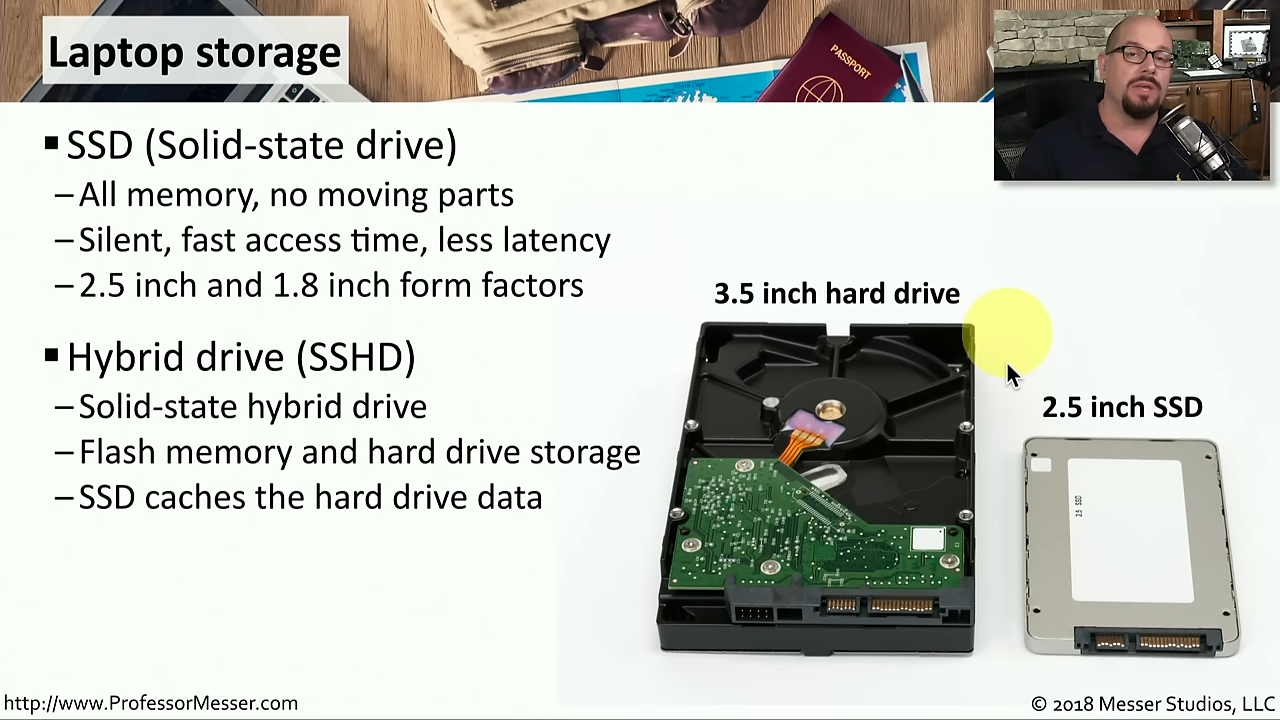 Laptop storage
PASSPORT
▪ SSD (Solid-state drive)
– All memory, no moving parts
– Silent, fast access time, less latency
– 2.5 inch and 1.8 inch form factors
▪ Hybrid drive (SSHD)
– Solid-state hybrid drive
– Flash memory and hard drive storage
– SSD caches the hard drive data
3.5 inch hard drive
2.5 inch SSD
2.5 SSD
http://www.ProfessorMesser.com
© 2018 Messer Studios, LLC